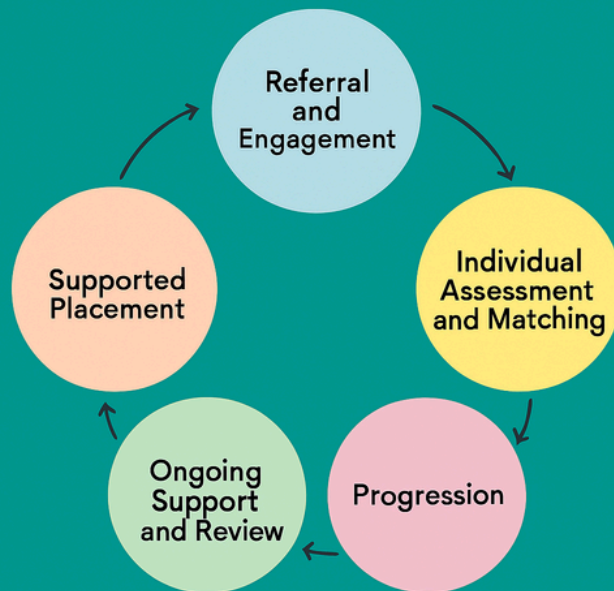 Referral
and
Engagement
Individual
Assessment
and Matching
Progression
Ongoing
Support
and Review
Supported
Placement